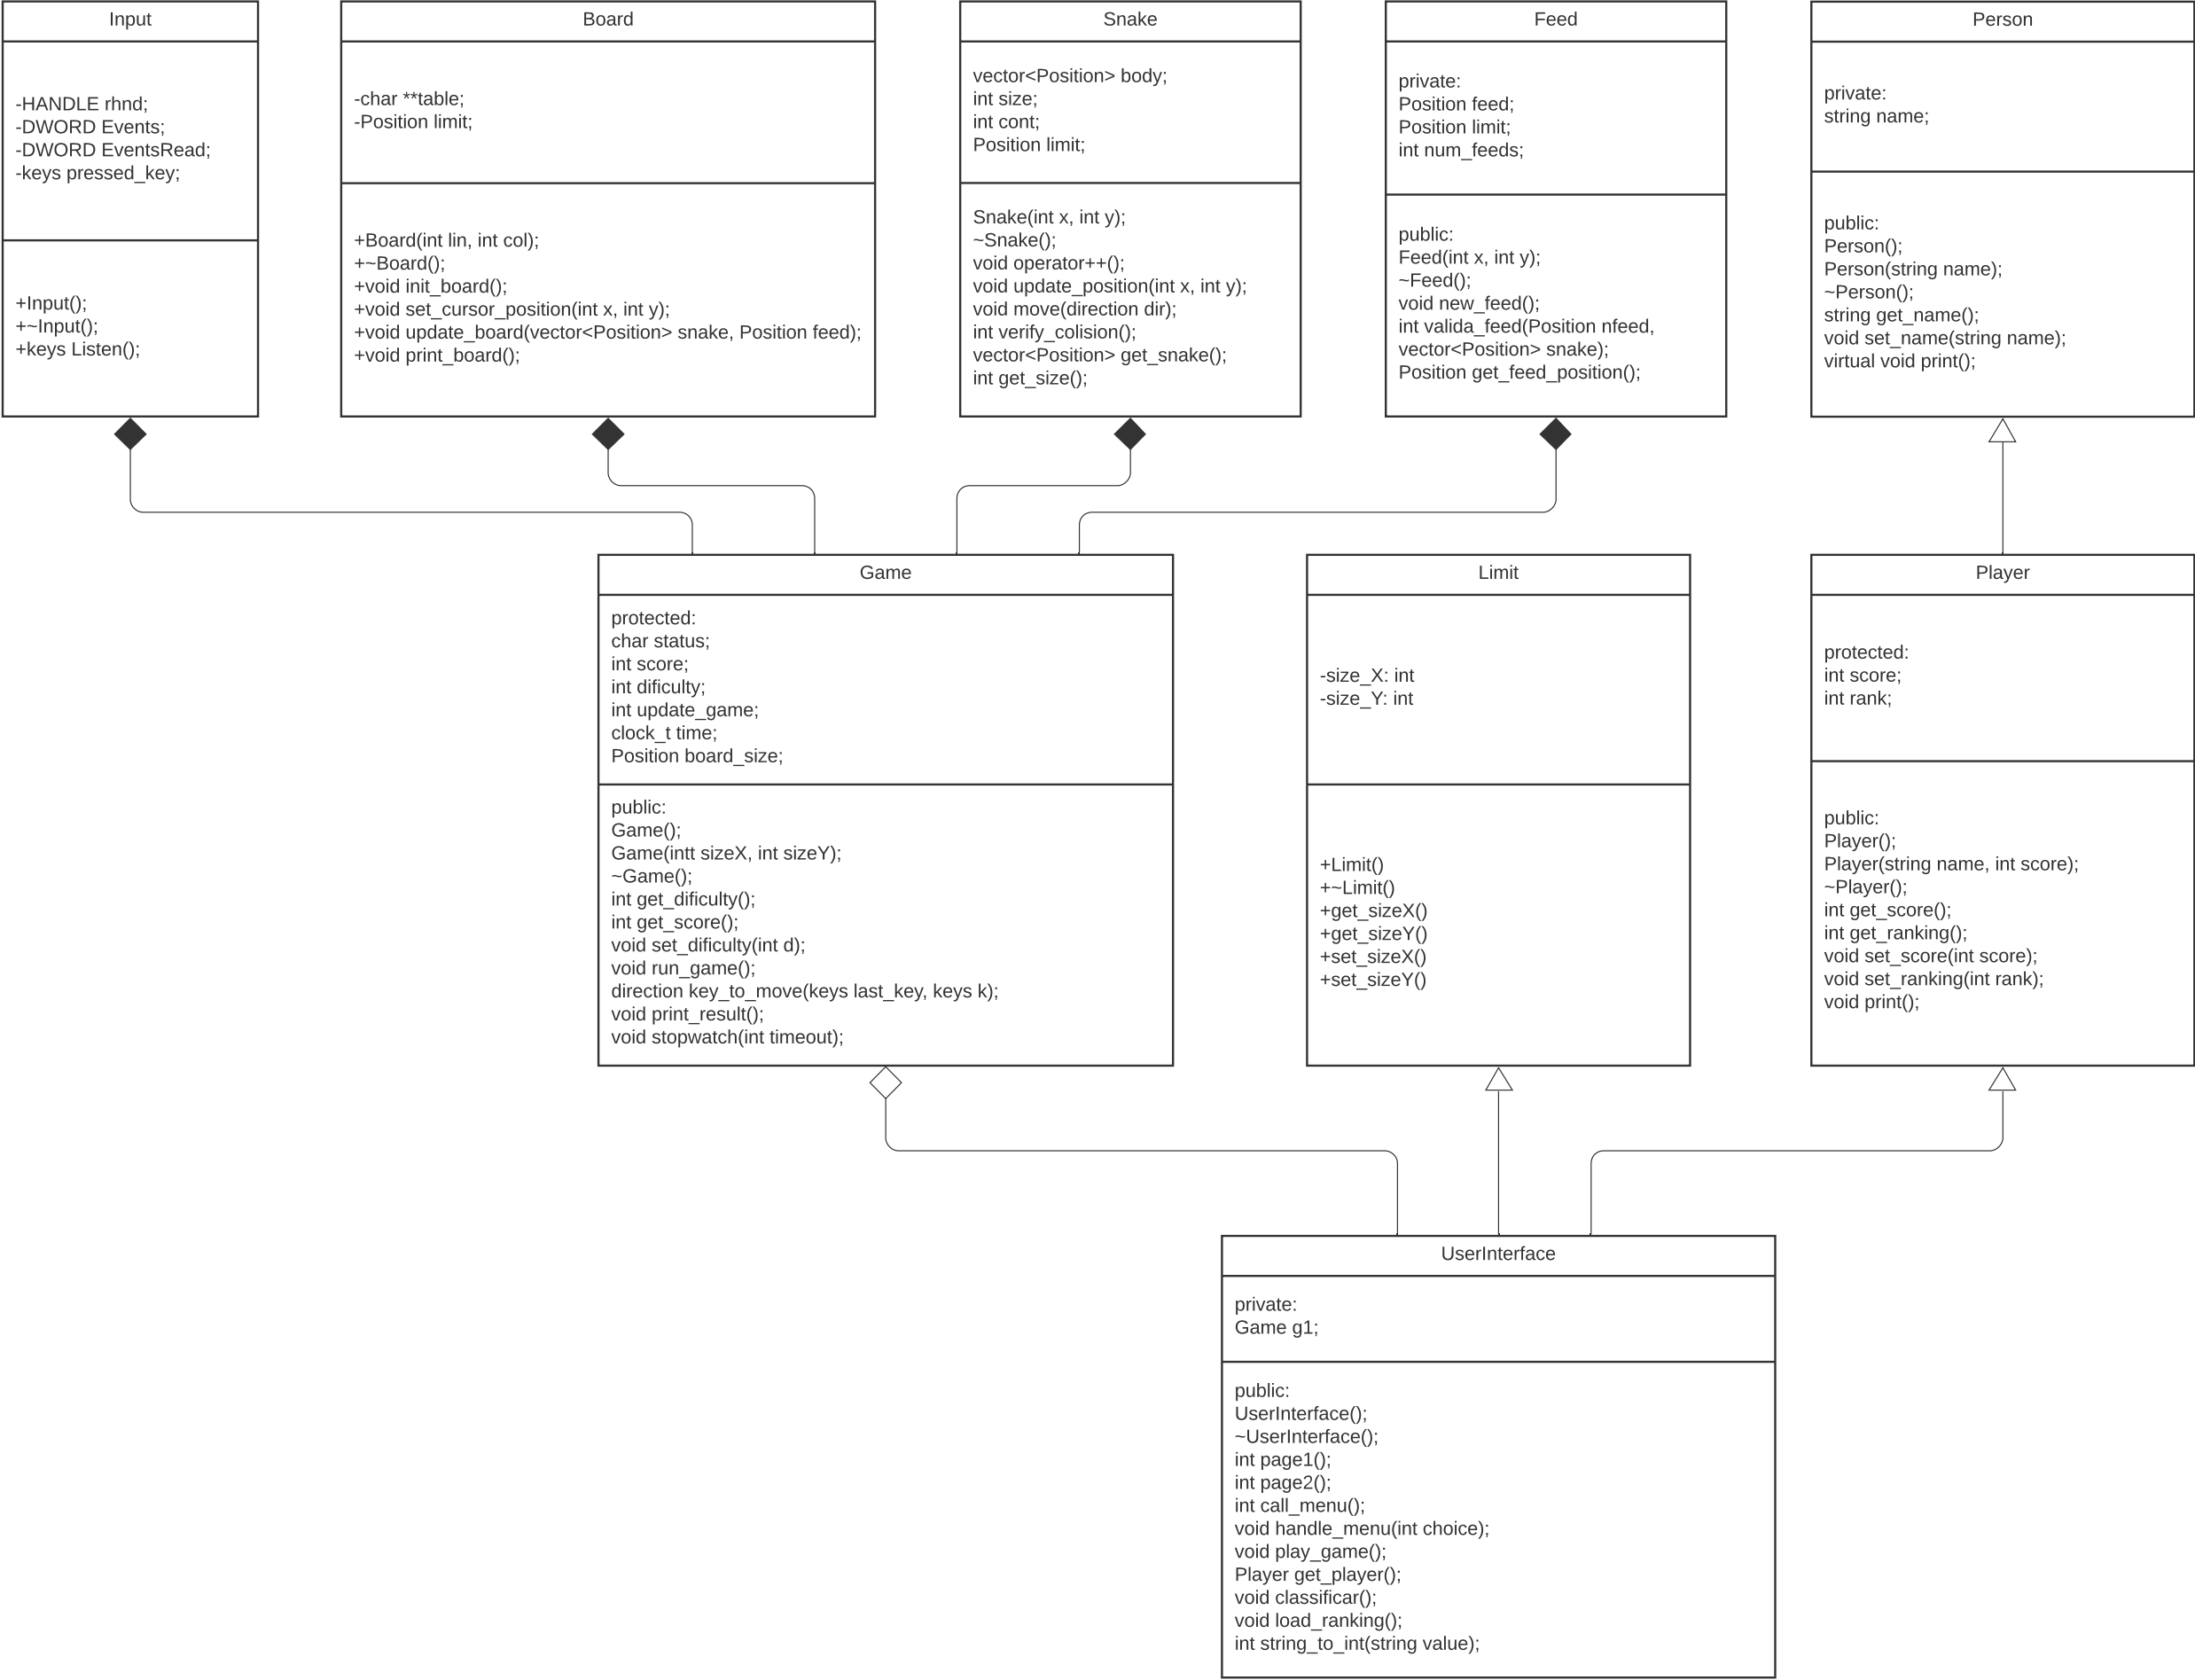 Input
-HANDLE rhnd;
-DWORD Events;
-DWORD EventsRead;
-keys pressed_key;
+Input();
+~Input();
+keys Listen();
Board
-char **table;
-Position limit;
+Board(int lin, int col);
+~Board();
+void init_board();
+void set_cursor_position(int x, int y);
+void update_board(vector<Position> snake, Position feed);
+void print_board();
Snake
vector<Position> body;
int size;
int cont;
Position limit;
Snake(int x, int y);
~Snake();
void operator++();
void update_position(int x, int y);
void move(direction dir);
int verify_colision();
vector<Position> get_snake();
int get_size();
Feed
private:
Position feed;
Position limit;
int num_feeds;
public:
Feed(int x, int y);
~Feed();
void new_feed();
int valida_feed(Position nfeed,
vector<Position> snake);
Position get_feed_position();
Person
private:
string name;
public:
Person();
Person(string name);
~Person();
string get_name();
void set_name(string name);
virtual void print();
Game
protected:
char status;
int score;
int dificulty;
int update_game;
clock_t time;
Position board_size;
public:
Game();
Game(intt sizeX, int sizeY);
~Game();
int get_dificulty();
int get_score();
void set_dificulty(int d);
void run_game();
direction key_to_move(keys last_key, keys k);
void print_result();
void stopwatch(int timeout);
Limit
-size_X: int
-size_Y: int
+Limit()
+~Limit()
+get_sizeX()
+get_sizeY()
+set_sizeX()
+set_sizeY()
Player
protected:
int score;
int rank;
public:
Player();
Player(string name, int score);
~Player();
int get_score();
int get_ranking();
void set_score(int score);
void set_ranking(int rank);
void print();
UserInterface
private:
Game g1;
public:
UserInterface();
~UserInterface();
int page1();
int page2();
int call_menu();
void handle_menu(int choice);
void play_game();
Player get_player();
void classificar();
void load_ranking();
int string_to_int(string value);